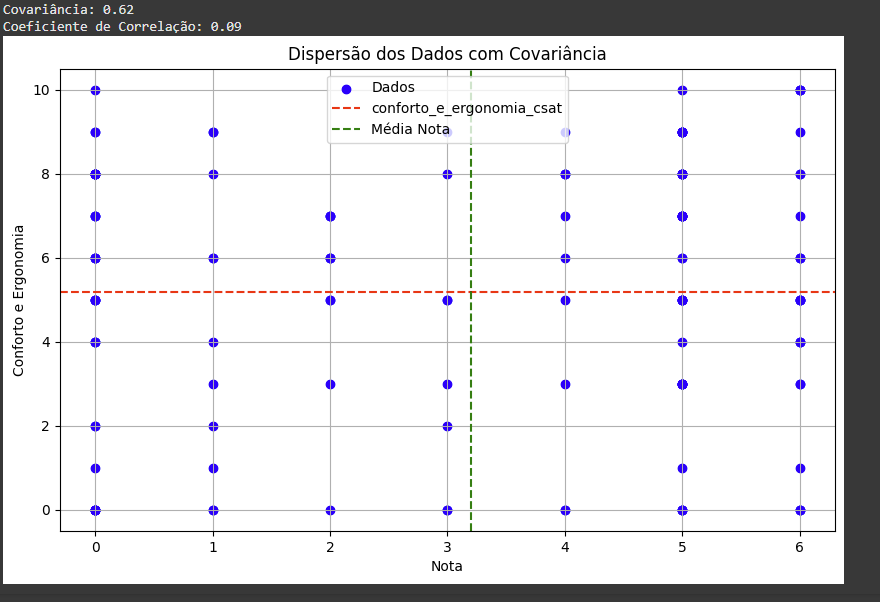 Covariância: 0.62
Coeficiente de Correlação: 0.09
Dispersão dos Dados com Covariância
Dados
conforto_e_ergonomia_csat
Média Nota
10
8
6
4
2
0
Conforto e Ergonomia
0 1 2 3 4 5 6
Nota